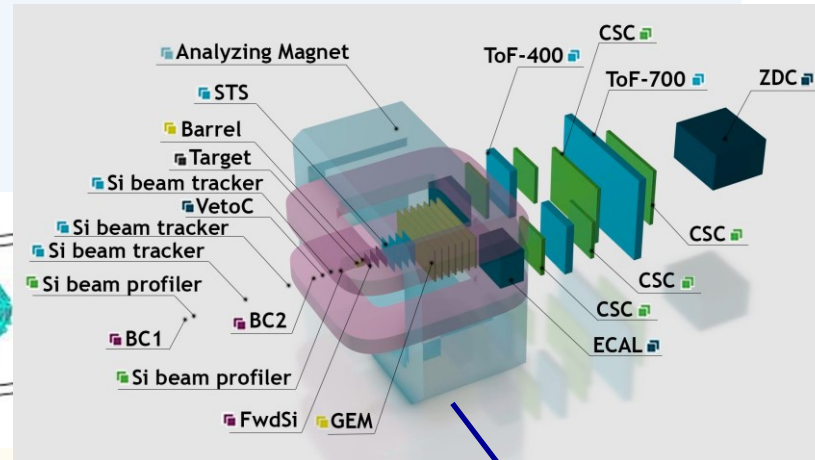 CSC
Analyzing Magnet
ToF-400
ToF-700
ZDC
STS
Barrel
Target
Si beam tracker
VetoC
Si beam tracker
Si beam tracker
Si beam profiler
CSC
CSC
CSC
BC2
BC1
ECAL
Si beam profiler
FwdSi
GEM